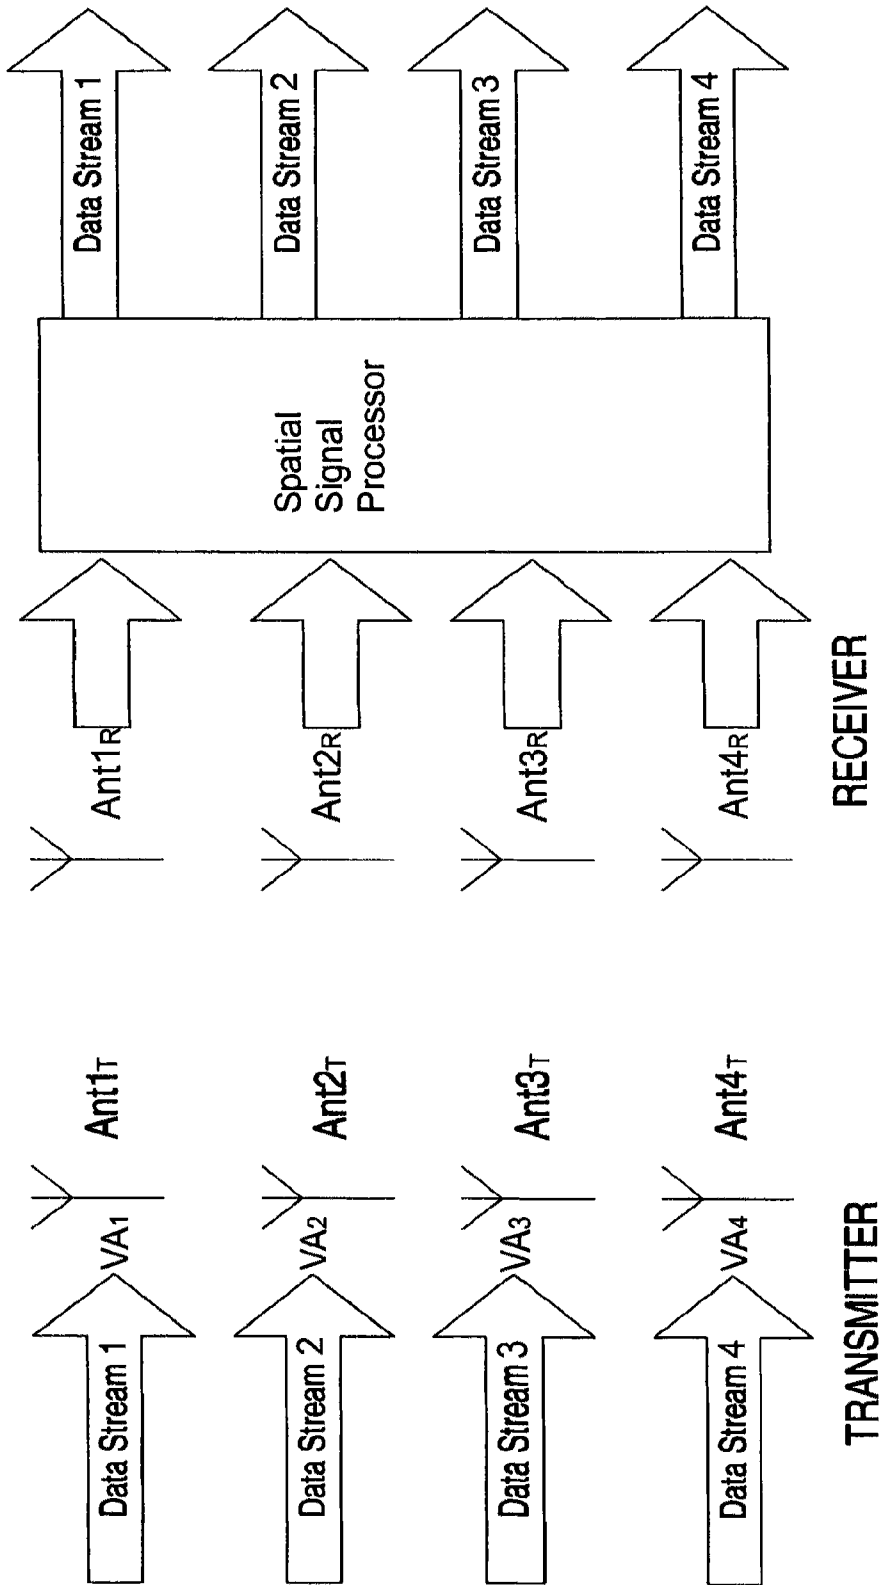 Data Stream 1
VA1
Ant1T
Ant1R
Data Stream 1
Data Stream 2
VA2
Ant2T
Ant2R
Data Stream 2
Data Stream 3
VA3
Ant3T
Ant3R
Data Stream 3
Data Stream 4
VA4
Ant4T
Ant4R
Data Stream 4
Spatial
Signal
Processor
TRANSMITTER
RECEIVER